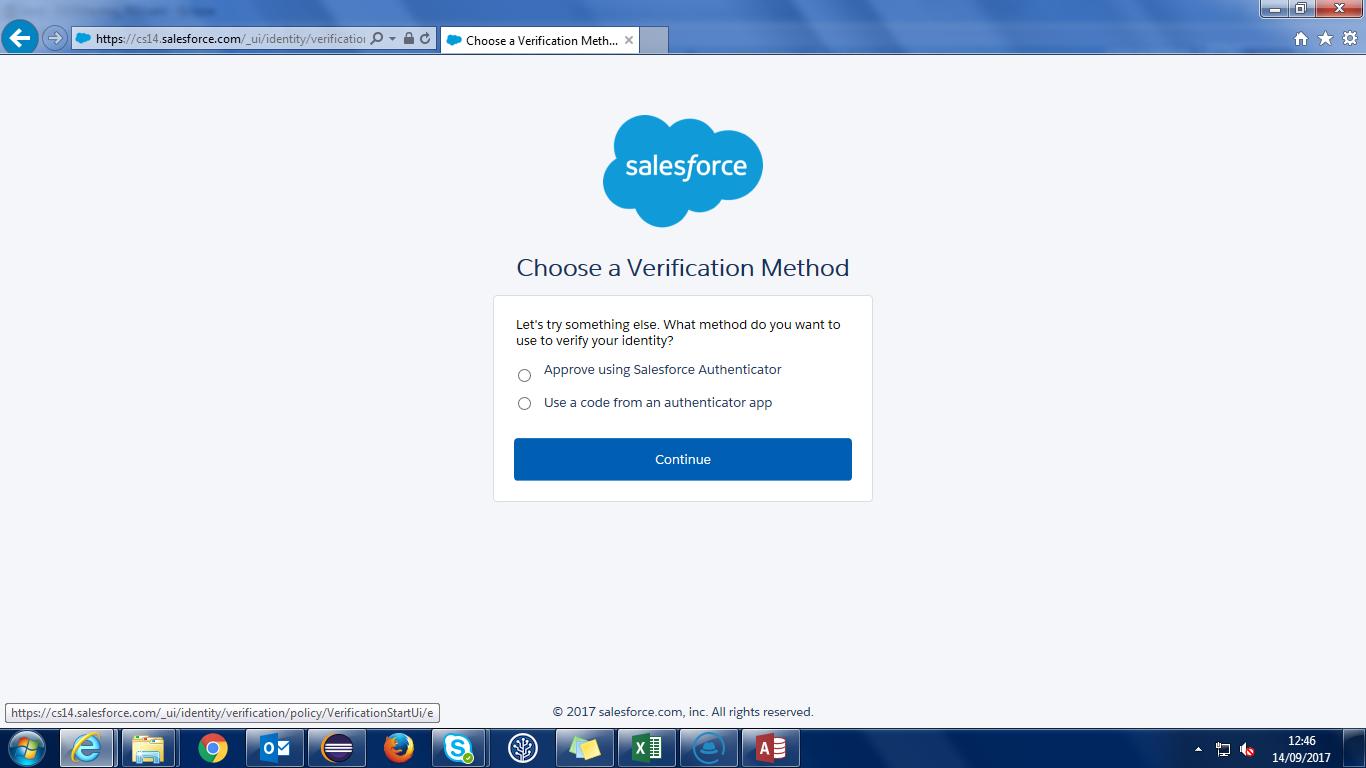 https://cs14.salesforce.com/_ui/identity/verification
Choose a Verification Meth...
salesforce
Choose a Verification Method
Let's try something else. What method do you want to
use to verify your identity?
Approve using Salesforce Authenticator
Use a code from an authenticator app
Continue
https://cs14.salesforce.com/_ui/identity/verification/policy/VerificationStartUi/e
© 2017 salesforce.com, inc. All rights reserved.
12:46
14/09/2017